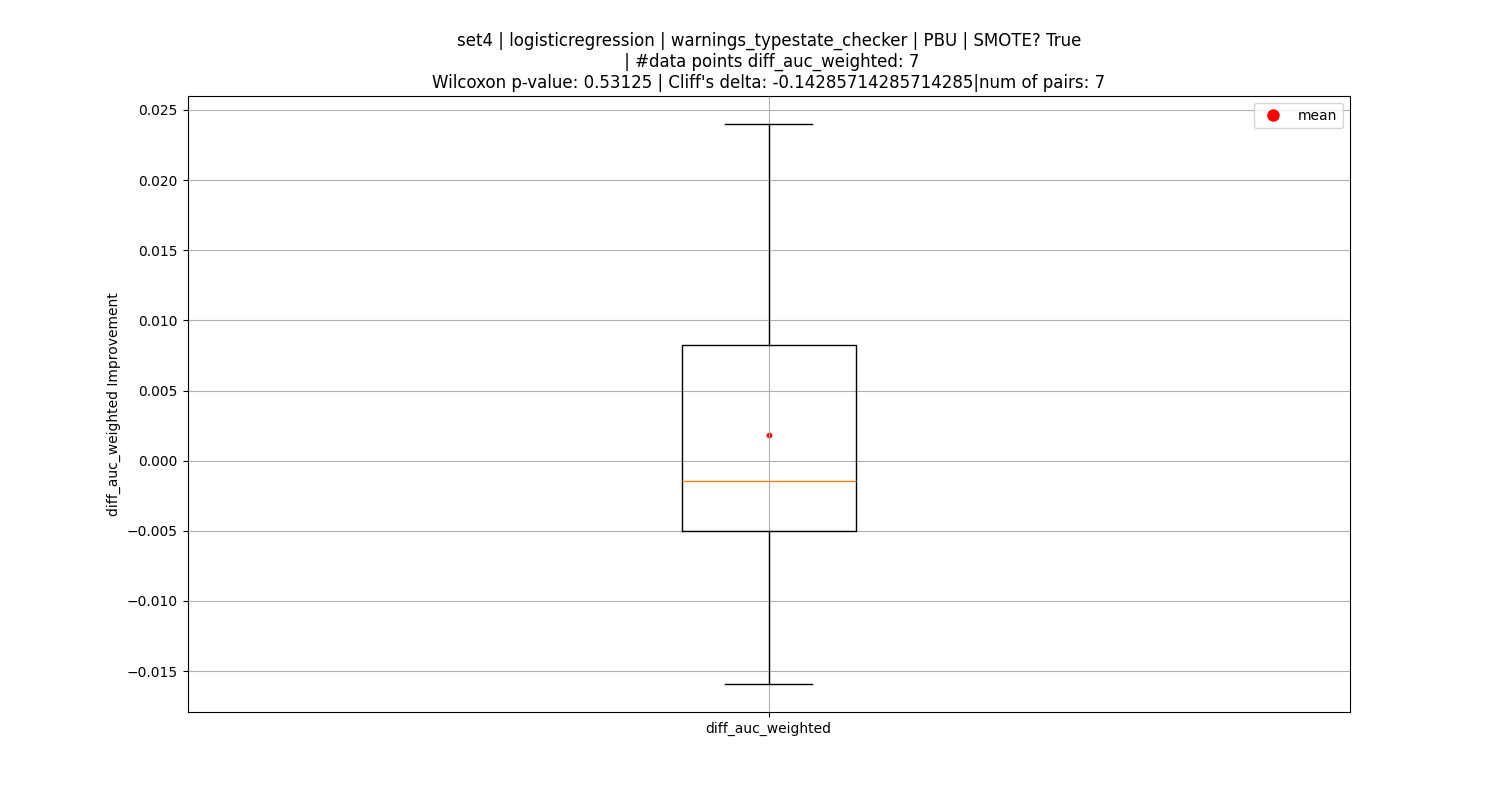 set4 | logisticregression | warnings_typestate_checker | PBU | SMOTE? True
| #data points diff_auc_weighted: 7
Wilcoxon p-value: 0.53125 | Cliff's delta: -0.14285714285714285|num of pairs: 7
mean
0.025
0.020
0.015
0.010
0.005
0.000
−0.005
−0.010
−0.015
diff_auc_weighted Improvement
diff_auc_weighted